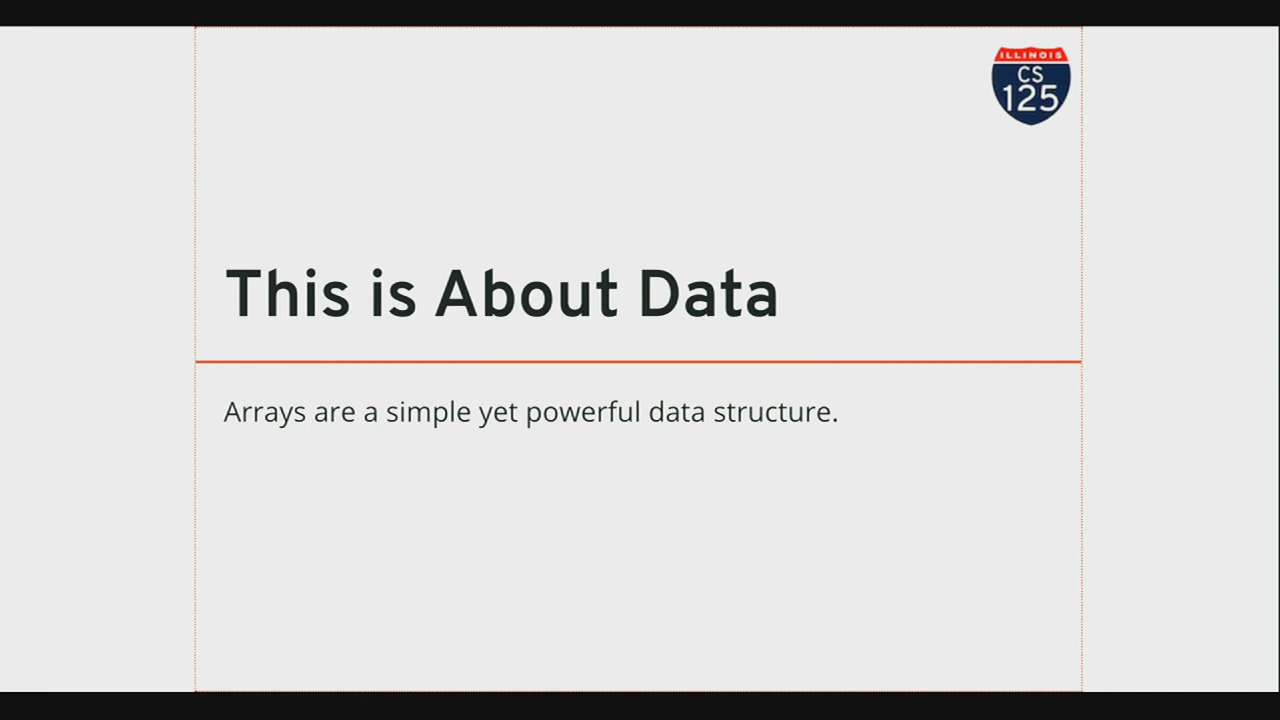 ILLINOIS
CS
125
This is About Data
Arrays are a simple yet powerful data structure.